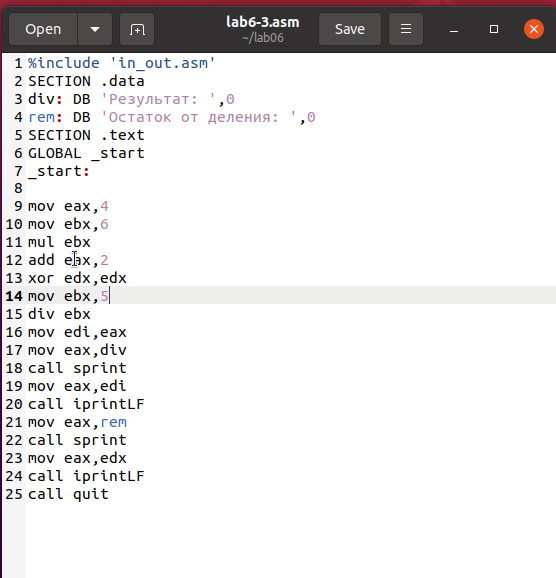 Open
lab6-3.asm
~/lab06
Save
1 %include 'in_out.asm'
2 SECTION .data
3 div: DB 'Результат: ',0
4 rem: DB 'Остаток от деления: ',0
5 SECTION .text
6 GLOBAL _start
7 _start:
8
9 mov eax,4
10 mov ebx,6
11 mul ebx
12 add eax,2
13 xor edx,edx
14 mov ebx,5
15 div ebx
16 mov edi,eax
17 mov eax,div
18 call sprint
19 mov eax,edi
20 call iprintLF
21 mov eax,rem
22 call sprint
23 mov eax,edx
24 call iprintLF
25 call quit